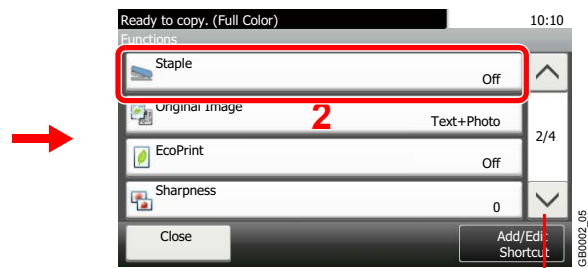 Ready to copy. (Full Color) 10:10
Functions
Staple
Off
Original Image
2
Text+Photo
2/4
EcoPrint
Off
Sharpness
0
Close
Add/Edit
Shortcut
GB0002_05